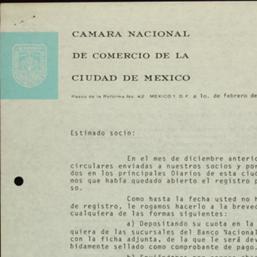 CAMARA NACIONAL
DE COMERCIO DE LA
CIUDAD DE MEXICO
Paseo de la Reforma No. 42 MEXICO 1, D.F. a 1o. de febrero de
Estimado socio:
En el mes de diciembre anterio
circulares enviadas a nuestros socios y por
dos en los principales Diarios de esta ciud
mos que había quedado abierto el registro p
so.
Como hasta la fecha usted no h
de registro, le rogamos hacerlo a la breved
cualquiera de las formas siguientes:
a) Depositando su cuota en la
quiera de las sucursales del Banco Nacional
con la ficha adjunta, de la que le será dev
bidamente sellado como comprobante de pago.